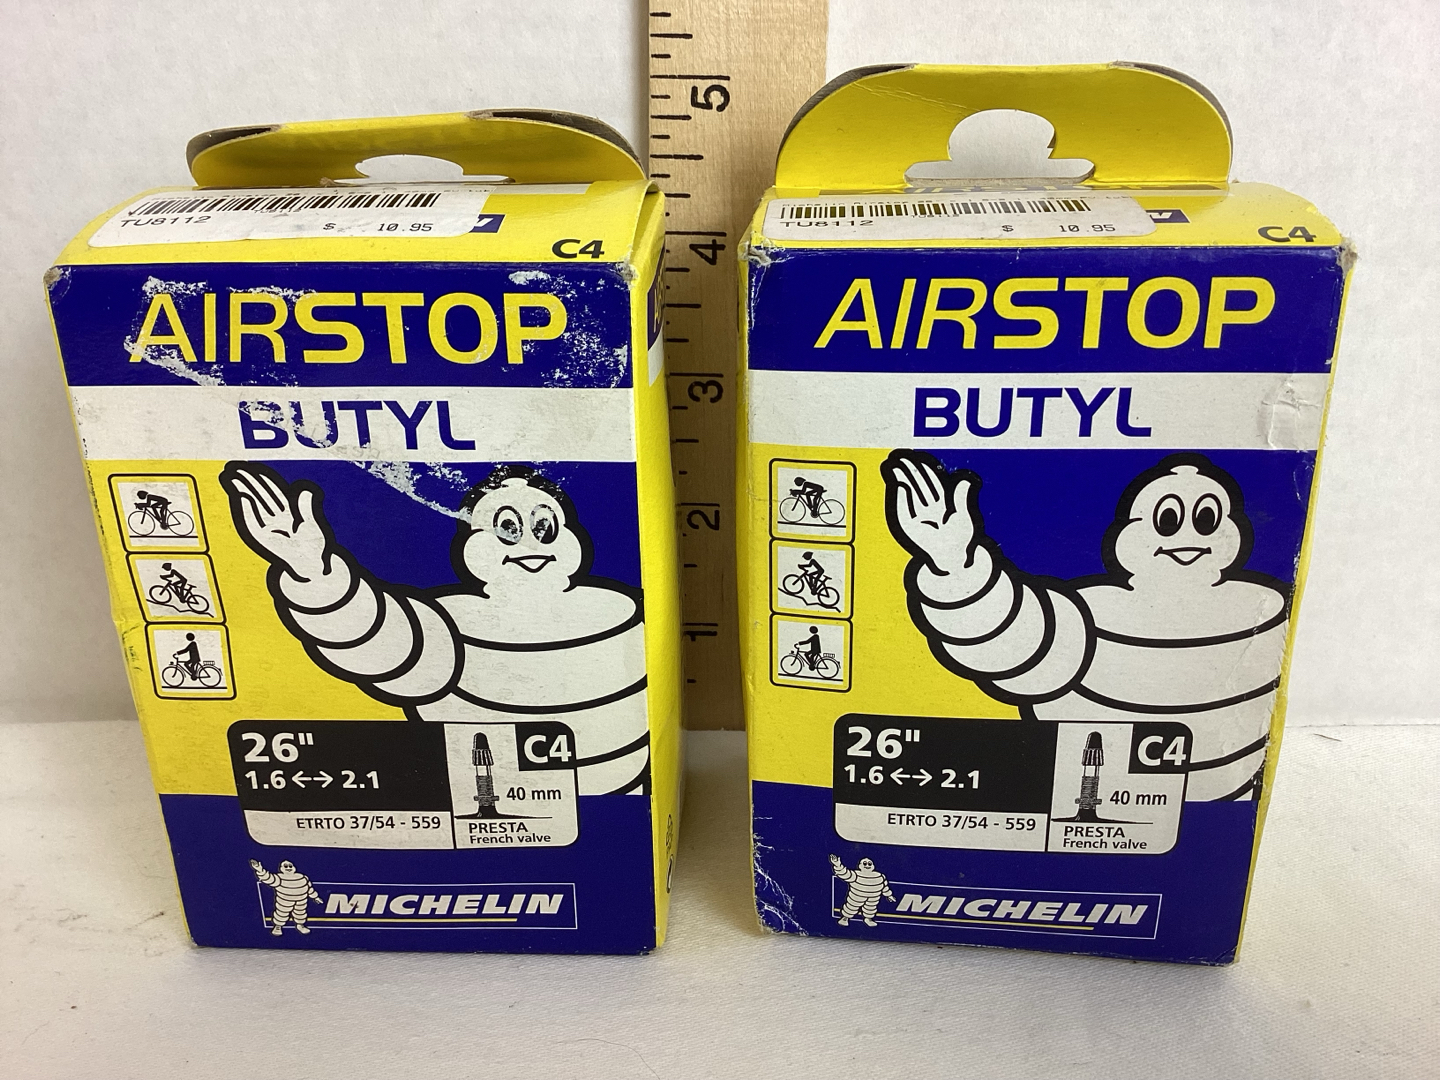 TU8112
$ 10.95
C4
AIRSTOP
BUTYL
26"
1.6 ↔ 2.1
ETRTO 37/54 - 559
C4
40 mm
PRESTA
French valve
MICHELIN
5
4
3
2
1
TU8112
$ 10.95
C4
AIRSTOP
BUTYL
26"
1.6 ↔ 2.1
ETRTO 37/54 - 559
C4
40 mm
PRESTA
French valve
MICHELIN